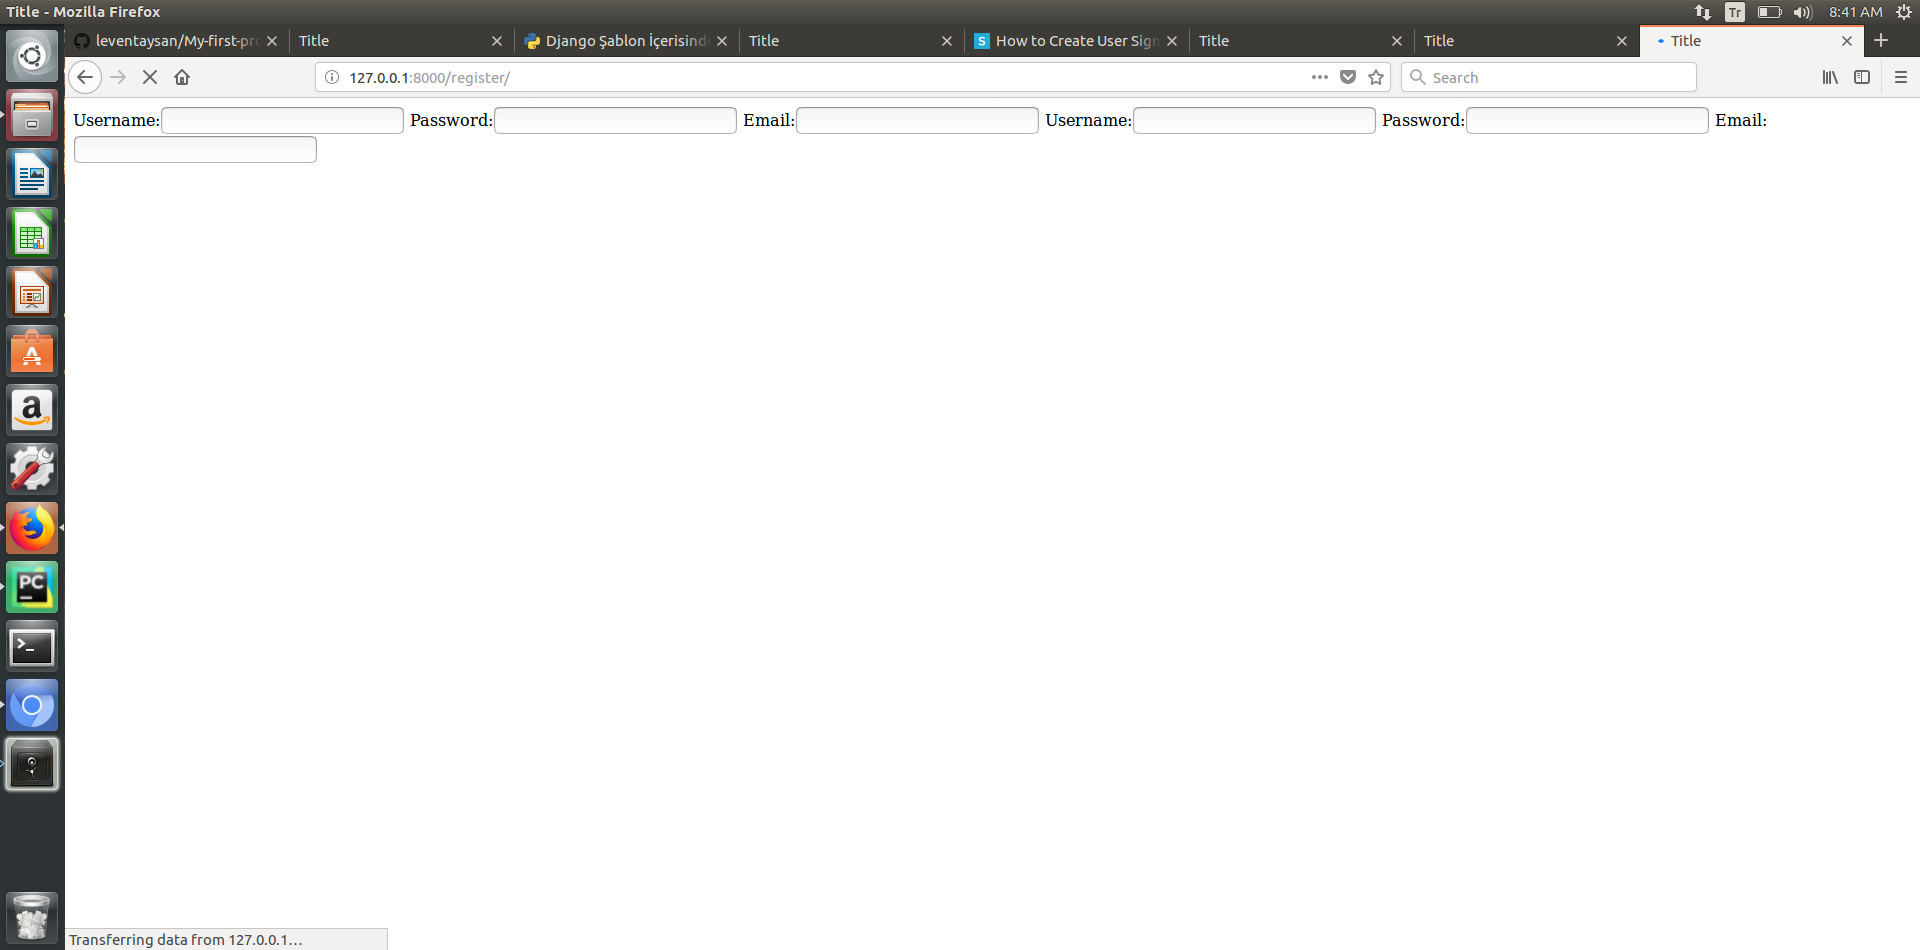 Title - Mozilla Firefox
Tr
8:41 AM
leventaysan/My-first-pro
Title
Django Şablon İçerisind
Title
S
How to Create User Sign
Title
Title
Title
127.0.0.1:8000/register/
Search
Username:
Password:
Email:
Username:
Password:
Email:
A
a
PC
>_
Transferring data from 127.0.0.1…